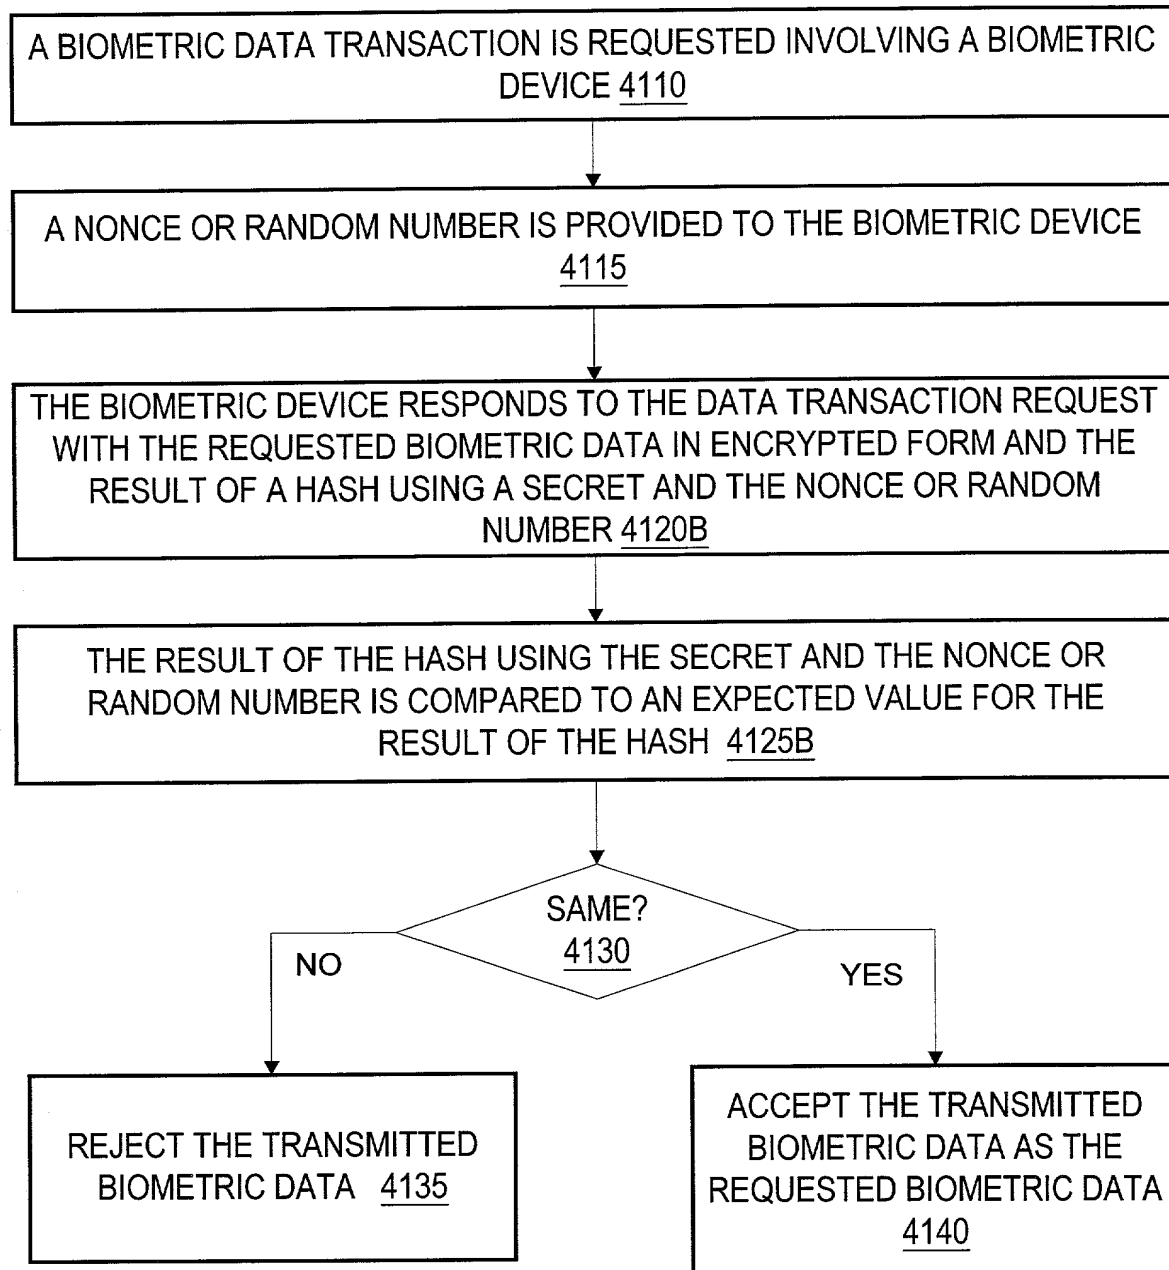 A BIOMETRIC DATA TRANSACTION IS REQUESTED INVOLVING A BIOMETRIC
DEVICE 4110
A NONCE OR RANDOM NUMBER IS PROVIDED TO THE BIOMETRIC DEVICE
4115
THE BIOMETRIC DEVICE RESPONDS TO THE DATA TRANSACTION REQUEST
WITH THE REQUESTED BIOMETRIC DATA IN ENCRYPTED FORM AND THE
RESULT OF A HASH USING A SECRET AND THE NONCE OR RANDOM
NUMBER 4120B
THE RESULT OF THE HASH USING THE SECRET AND THE NONCE OR
RANDOM NUMBER IS COMPARED TO AN EXPECTED VALUE FOR THE
RESULT OF THE HASH 4125B
SAME?
4130
NO
YES
REJECT THE TRANSMITTED
BIOMETRIC DATA 4135
ACCEPT THE TRANSMITTED
BIOMETRIC DATA AS THE
REQUESTED BIOMETRIC DATA
4140